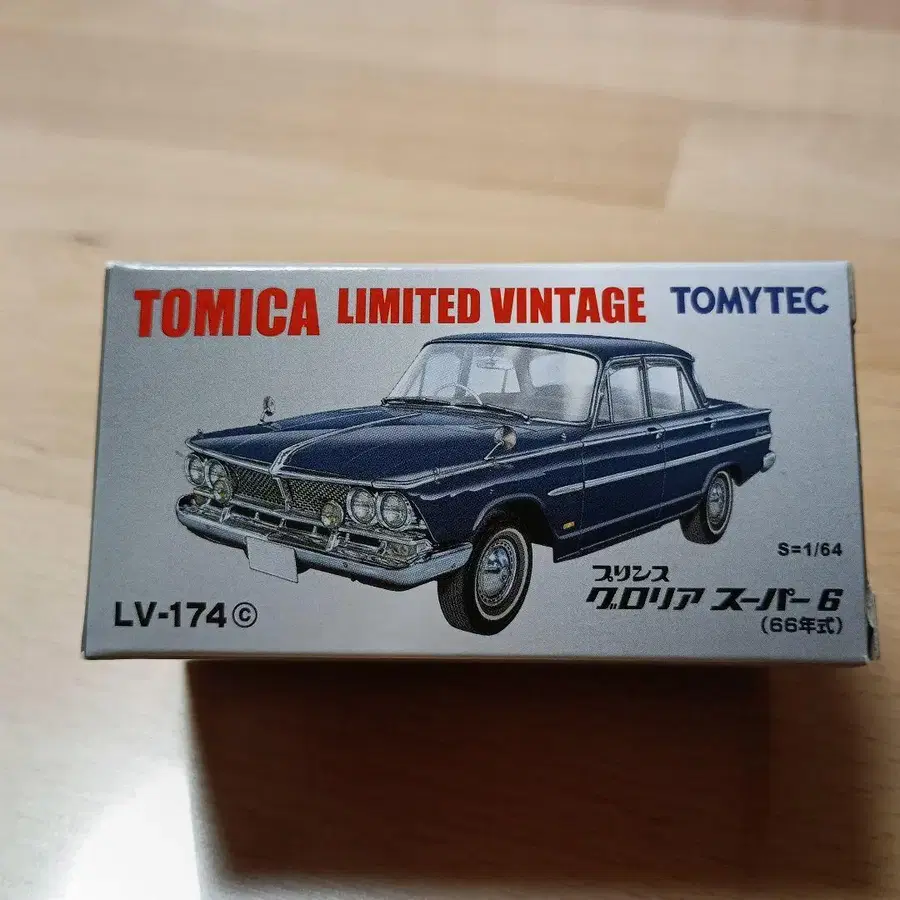 TOMICA LIMITED VINTAGE TOMYTEC
S=1/64
プリンス
グロリア スーパー6
(66年式)
LV-174 ⓒ